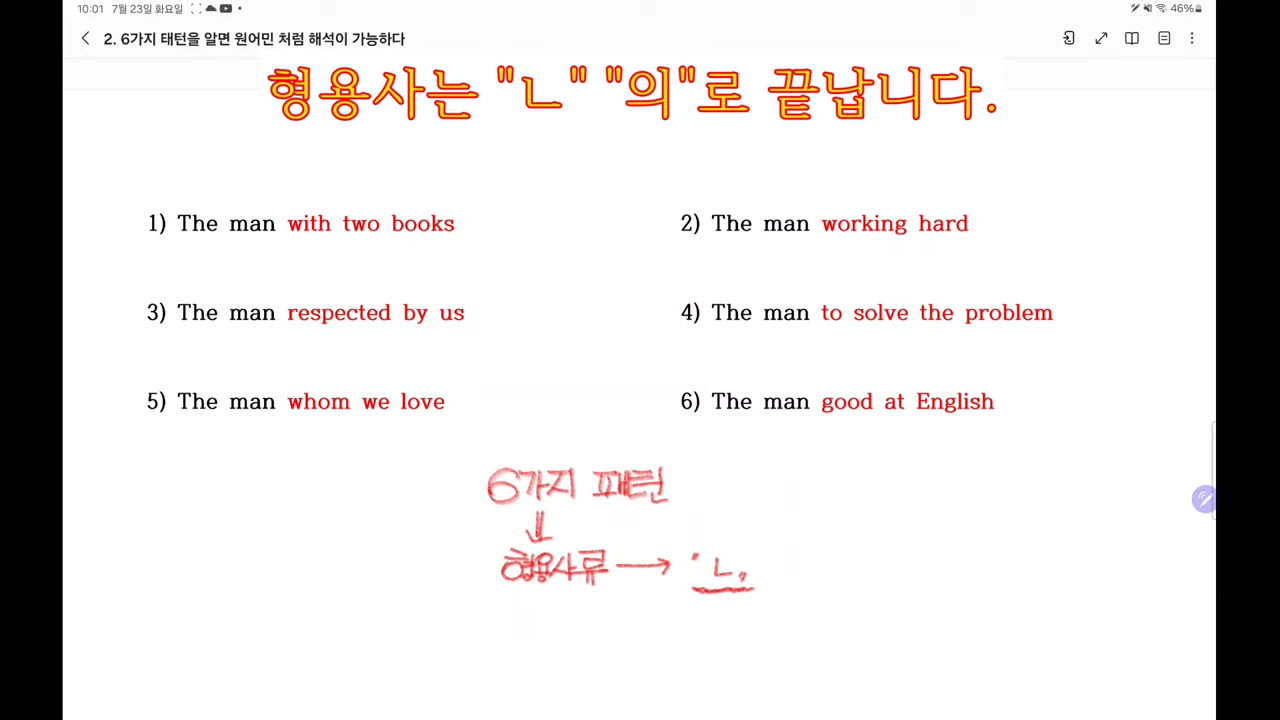 10:01 7월 23일 화요일
46%
2. 6가지 태턴을 알면 원어민 처럼 해석이 가능하다
형용사는 "ㄴ" "의"로 끝납니다.
1) The man with two books
2) The man working hard
3) The man respected by us
4) The man to solve the problem
5) The man whom we love
6) The man good at English
6가지 패턴
형용사류 → "ㄴ"